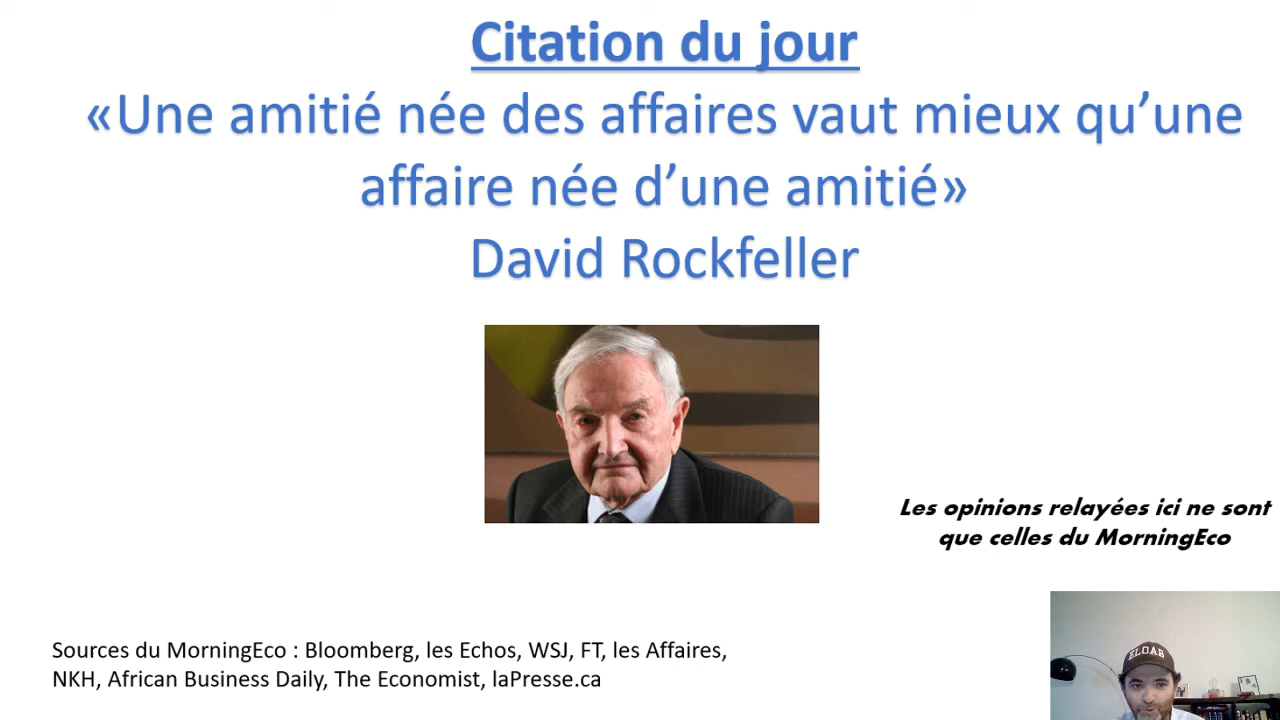 Citation du jour
«Une amitié née des affaires vaut mieux qu’une
affaire née d’une amitié»
David Rockfeller
Les opinions relayées ici ne sont
que celles du MorningEco
ELOAB
Sources du MorningEco : Bloomberg, les Echos, WSJ, FT, les Affaires,
NKH, African Business Daily, The Economist, laPresse.ca